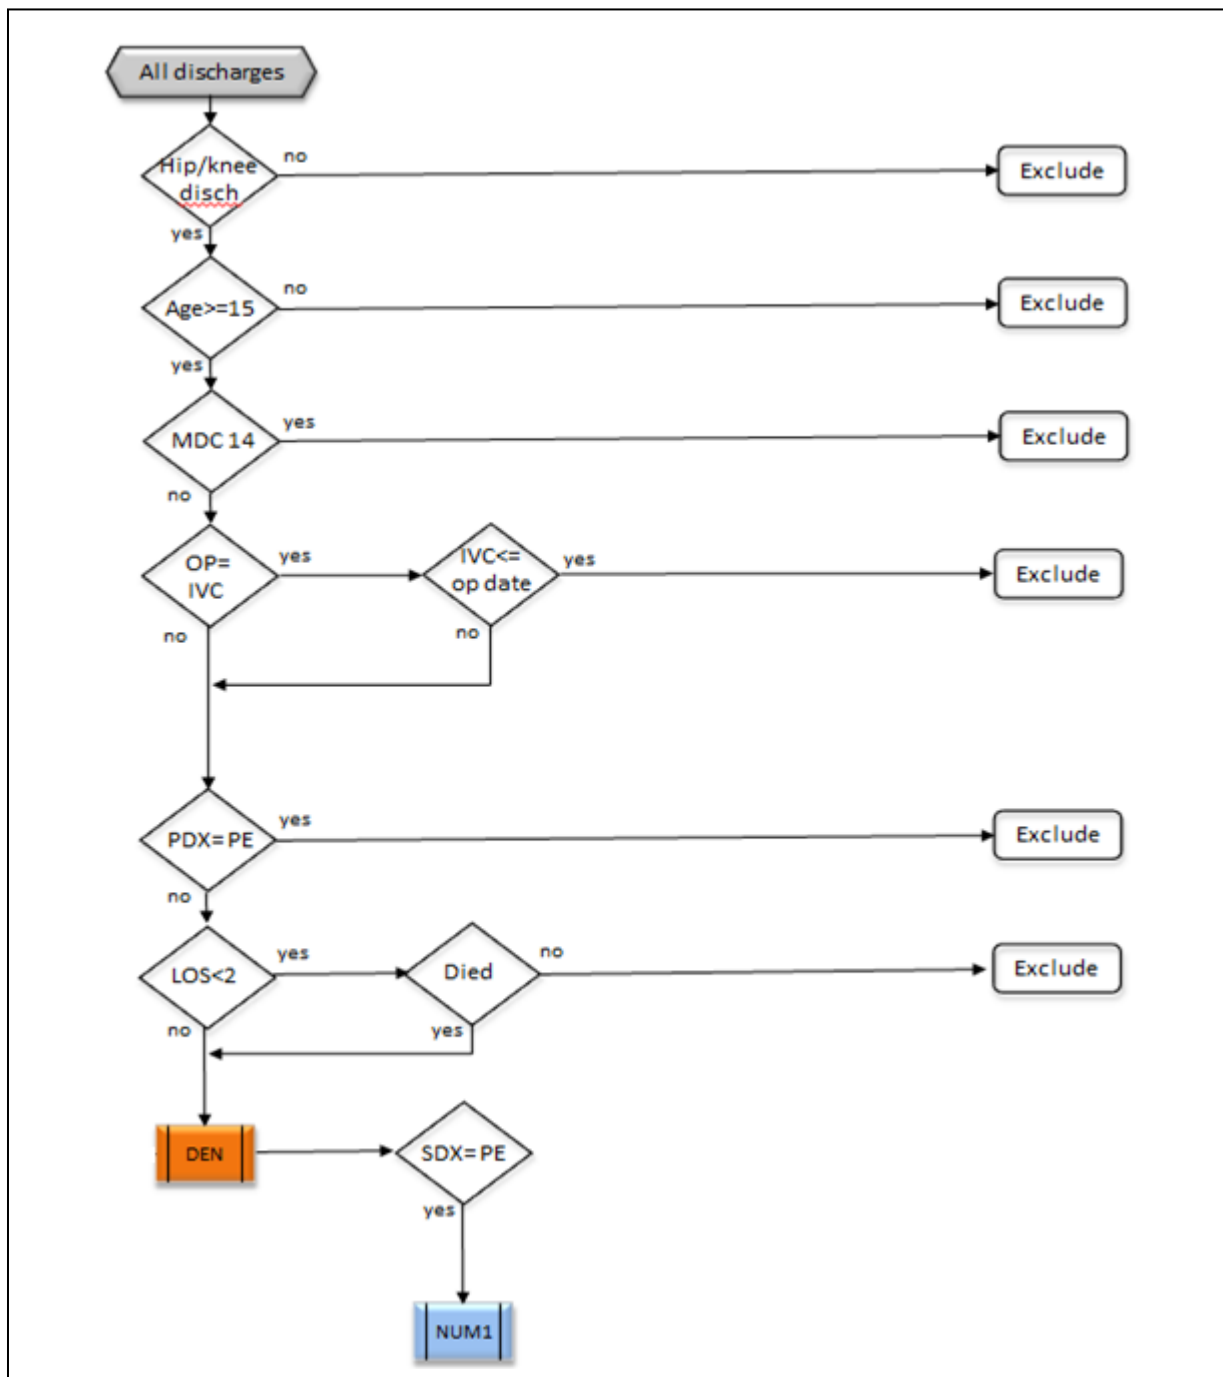 All discharges
Hip/knee
disch
no
Exclude
yes
Age>=15
no
Exclude
yes
MDC 14
yes
Exclude
no
OP=
IVC
yes
IVC<=
op date
yes
Exclude
no
no
PDX=PE
yes
Exclude
no
LOS<2
yes
Died
no
Exclude
no
yes
DEN
SDX=PE
yes
NUM1